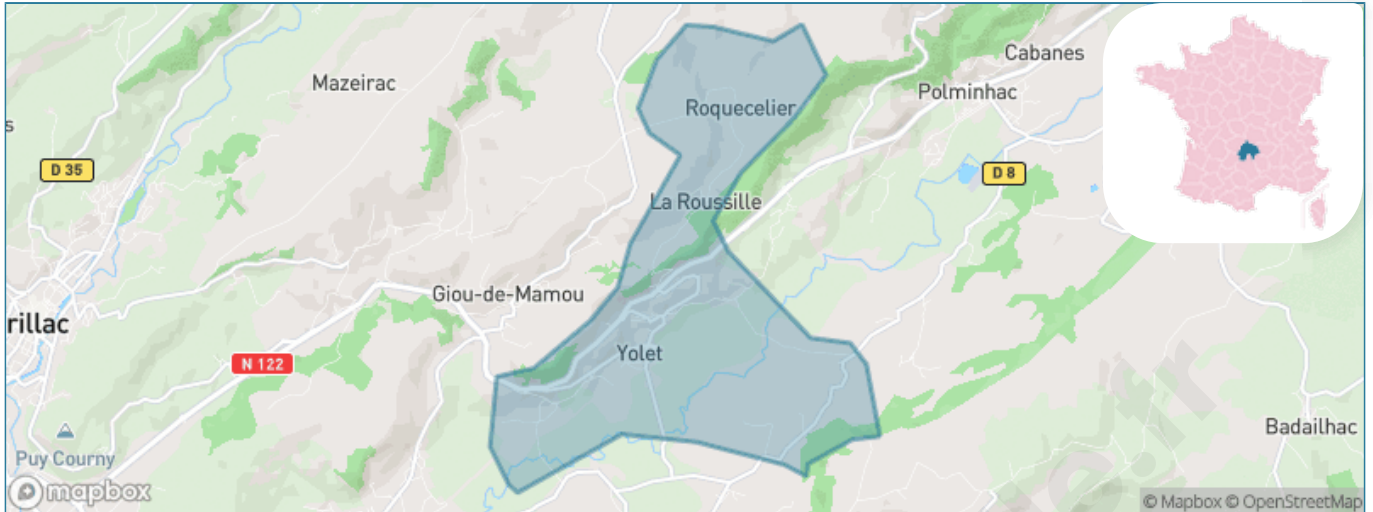 Cabanes
Mazeirac
Polminhac
Roquecelier
s
D 35
D 8
La Roussille
Giou-de-Mamou
rillac
Yolet
N 122
Badailhac
Puy Courny
mapbox
© Mapbox © OpenStreetMap